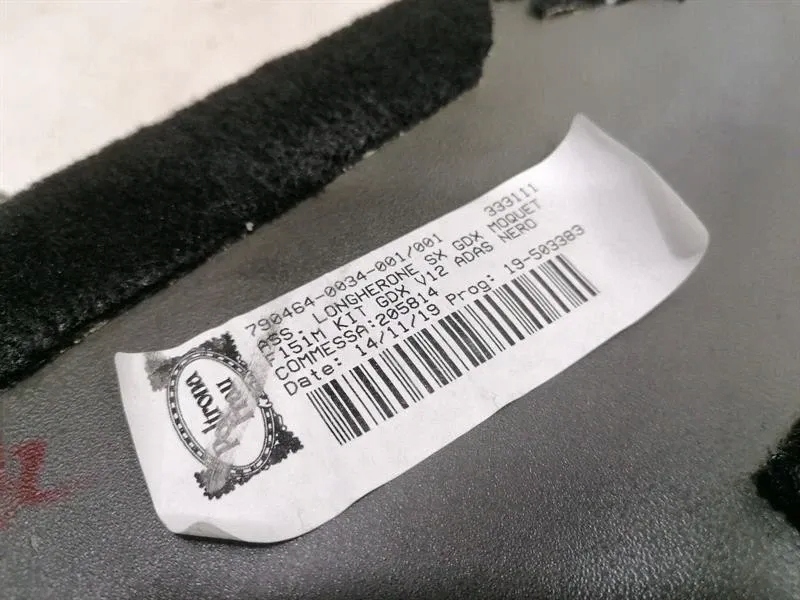 790464-0034-001/001 333111
ASS. LONGHERONE SX GDX MOQUET
F151M KIT GDX V12 ADAS NERO
COMMESSA:205814
Date: 14/11/19 Prog: 19-503383